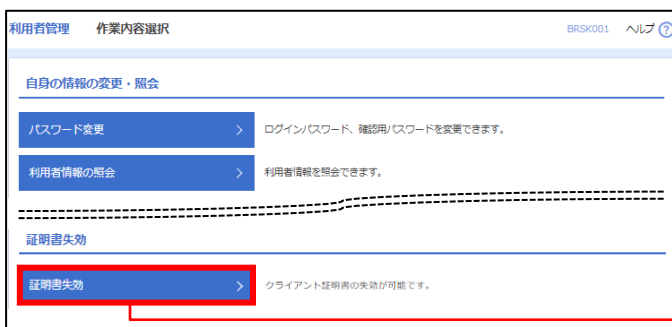 利用者管理 作業内容選択 BRSK001 ヘルプ ?
自身の情報の変更・照会
パスワード変更 > ログインパスワード、確認用パスワードを変更できます。
利用者情報の照会 > 利用者情報を照会できます。
証明書失効
証明書失効 > クライアント証明書の失効が可能です。